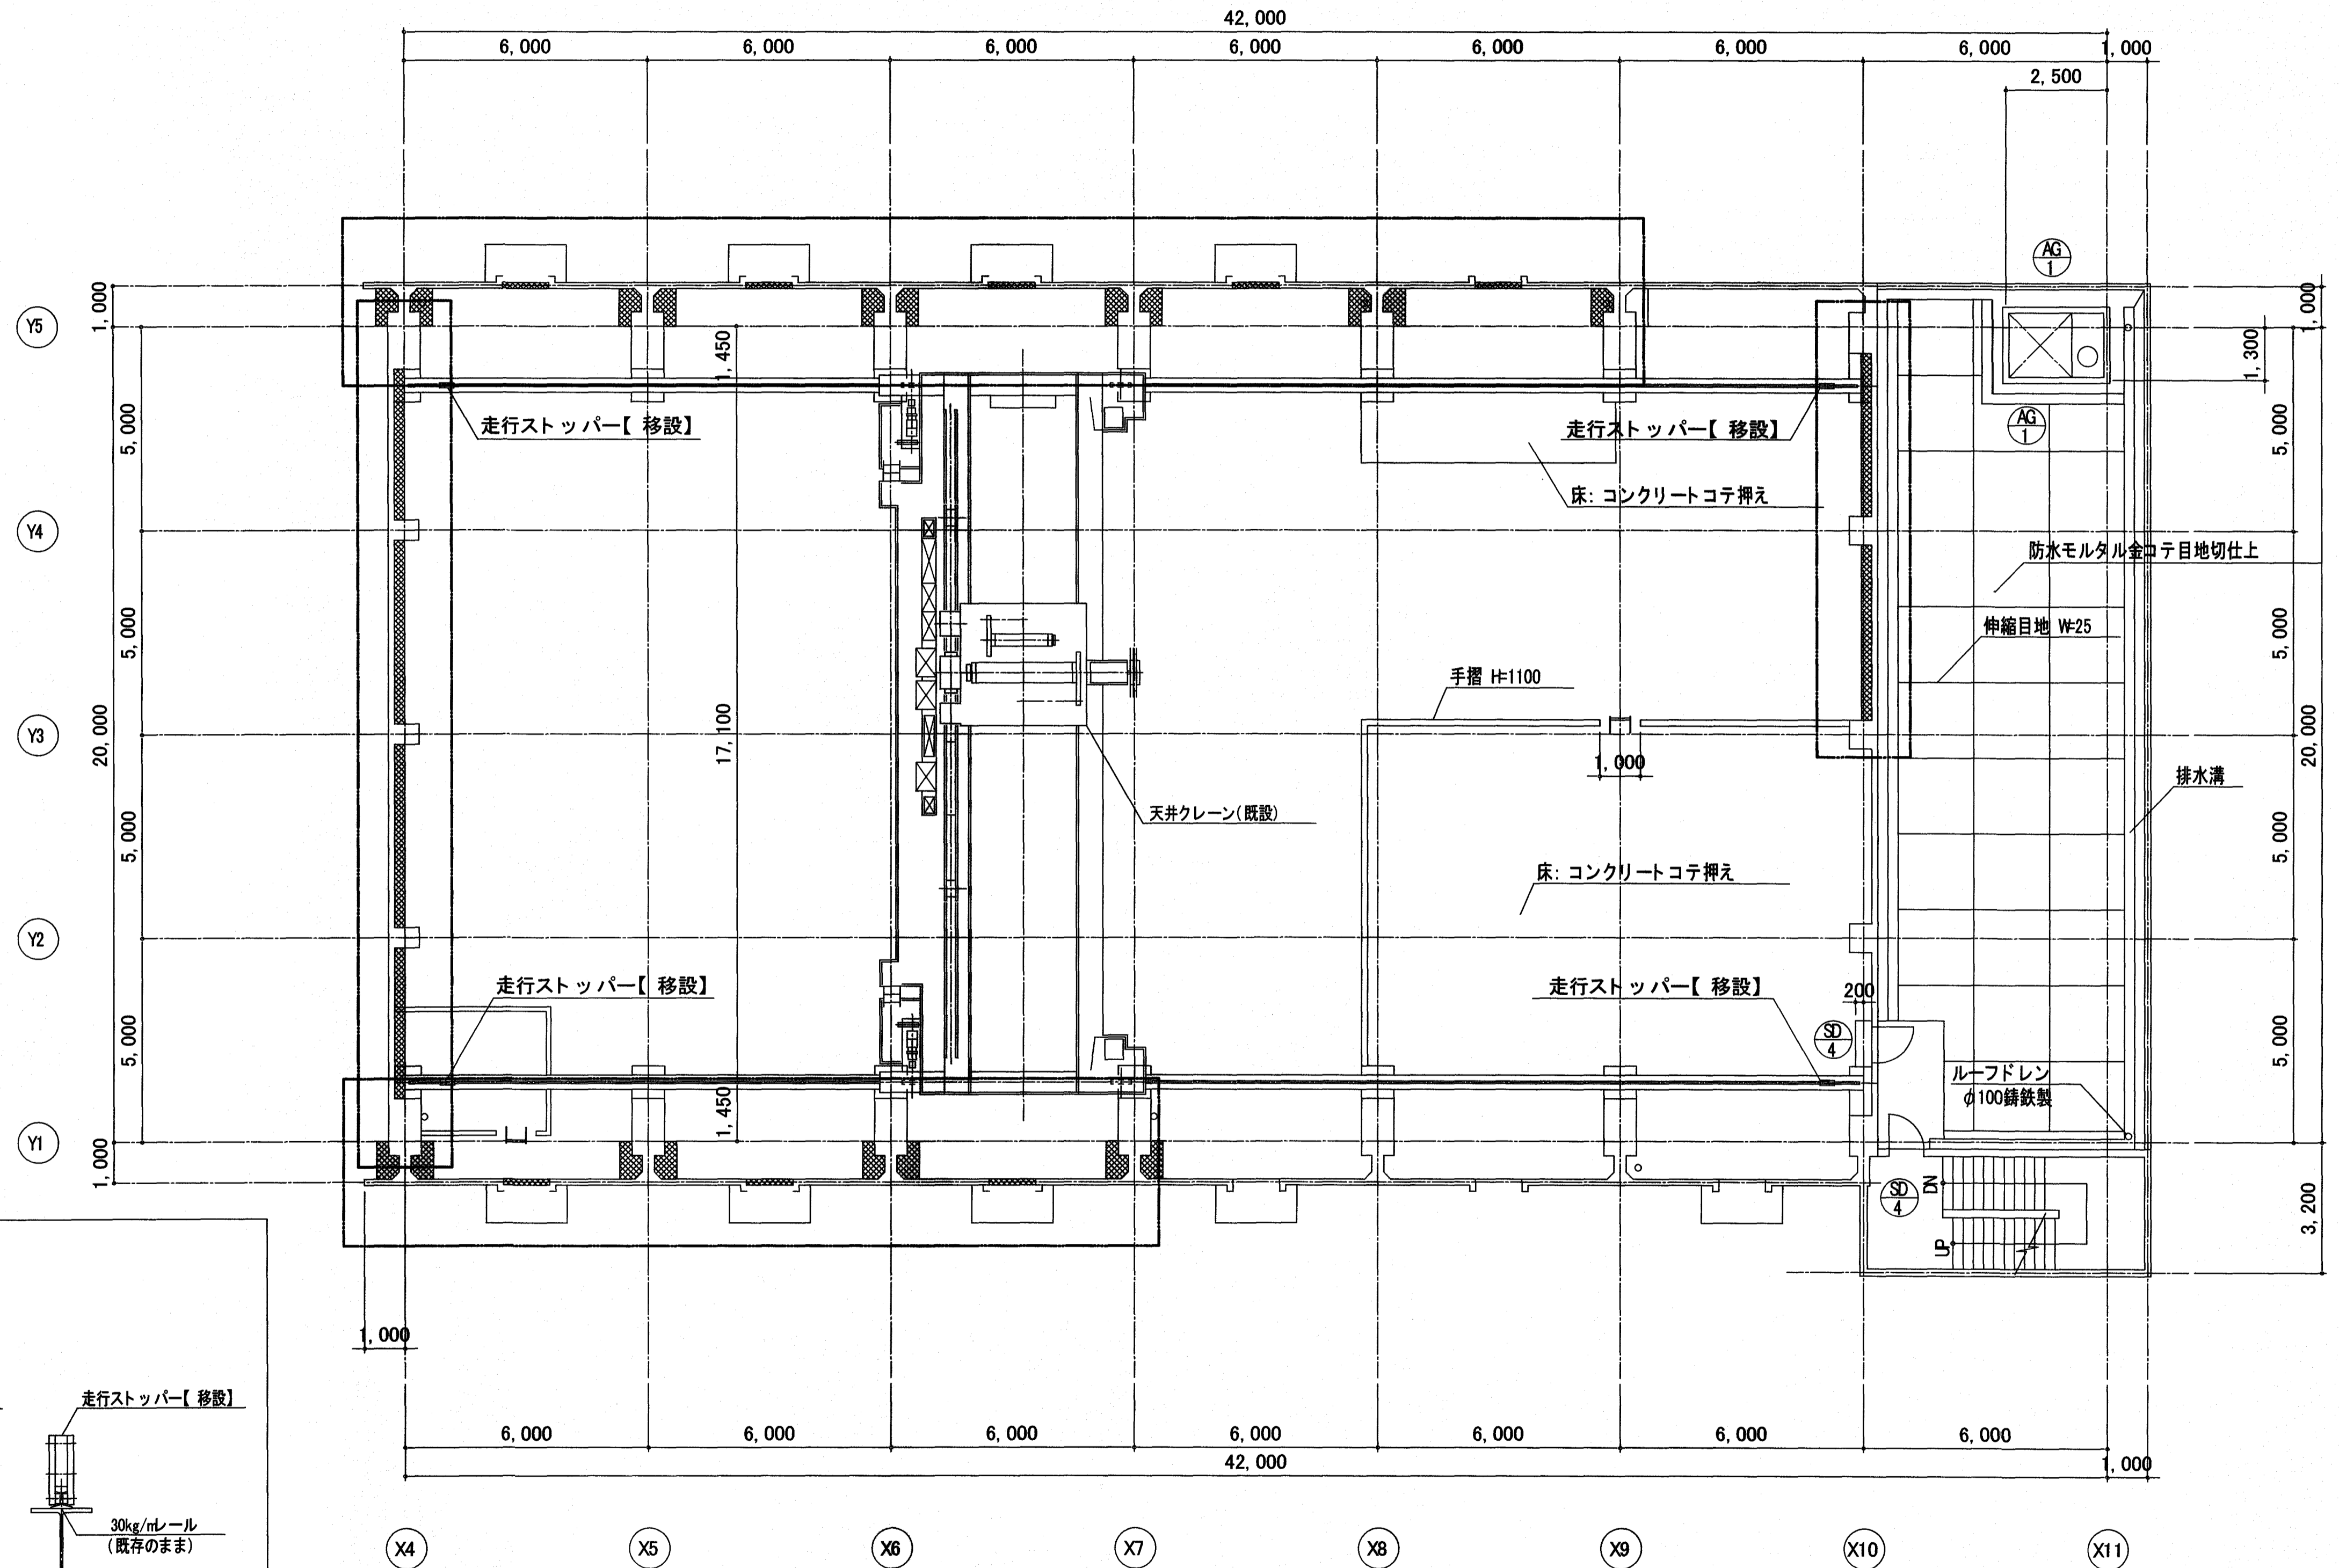 42,000
6,000 6,000 6,000 6,000 6,000 6,000 6,000 1,000
2,500
AG
1
Y5
1,000
1,450
1,000
1,300
走行ストッパー【移設】
走行ストッパー【移設】
AG
1
5,000
5,000
床:コンクリートコテ押え
Y4
防水モルタル金コテ目地切仕上
伸縮目地 W=25
5,000
5,000
手摺 H=1100
Y3
20,000
17,100
1,000
20,000
排水溝
天井クレーン(既設)
5,000
5,000
床:コンクリートコテ押え
Y2
走行ストッパー【移設】
走行ストッパー【移設】
200
SD
4
5,000
5,000
ルーフドレン
φ100鋳鉄製
1,450
Y1
1,000
DN
SD
4
UP
3,200
1,000
走行ストッパー【移設】
30kg/mレール
(既存のまま)
6,000 6,000 6,000 6,000 6,000 6,000 6,000
42,000
1,000
X4 X5 X6 X7 X8 X9 X10 X11